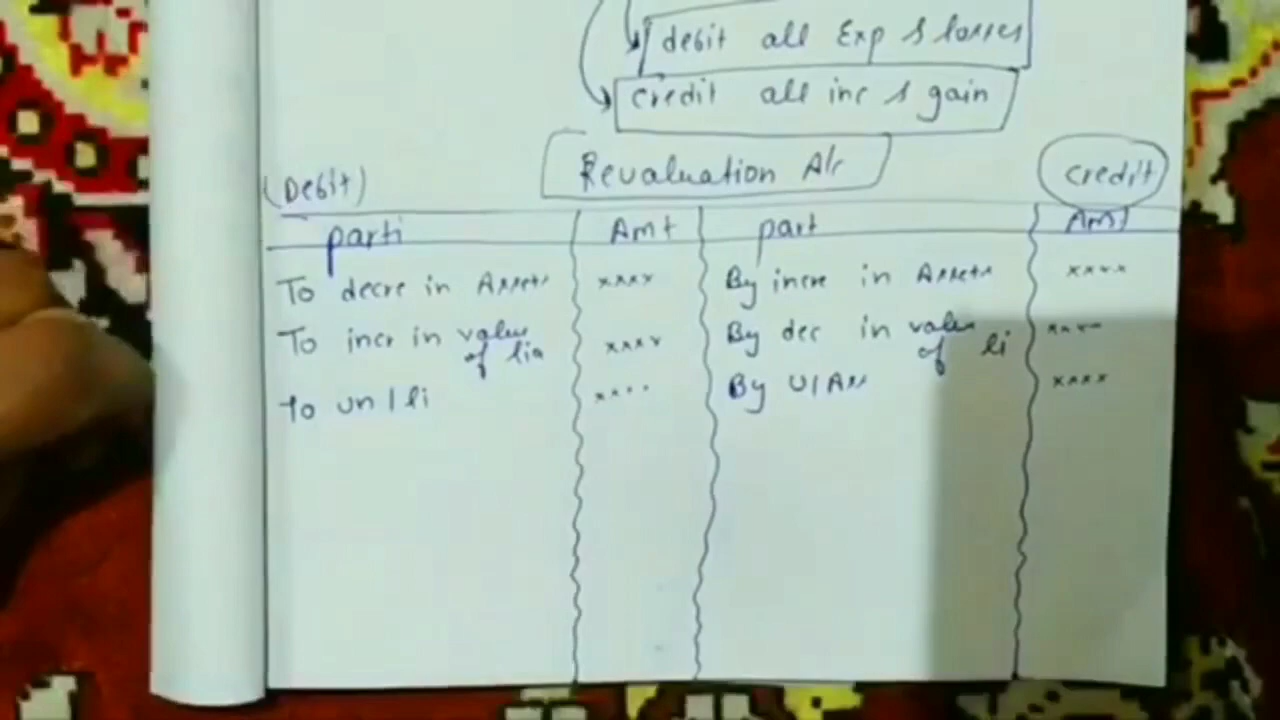 debit all Exp & losses
credit all inc & gain
Revaluation A/c
(Debit)
credit
parti Amt part Amt
To decre in Assets xxxx By incre in Assets xxxx
To incr in value of lia xxxx By dec in value of li xxxx
To un/li xxxx By U/Ass xxxx